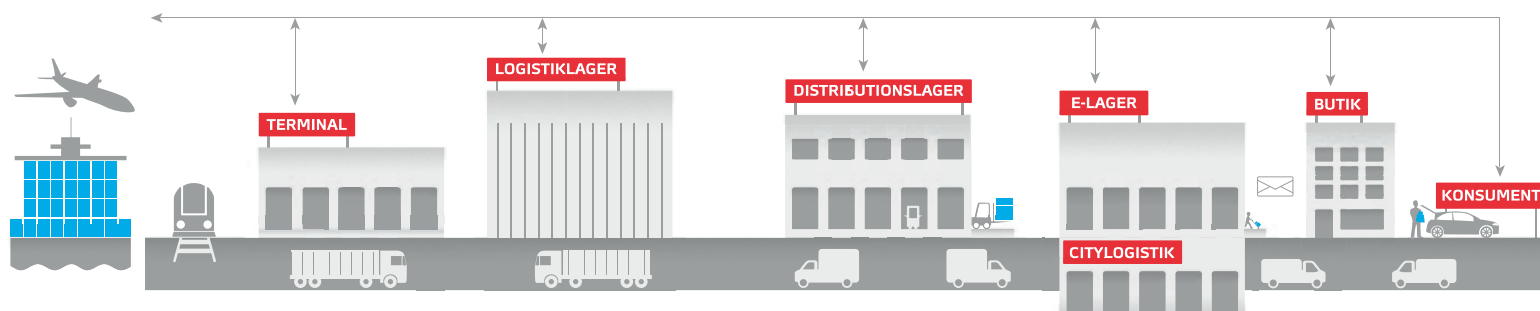 TERMINAL
LOGISTIKLAGER
DISTRIBUTIONSLAGER
E-LAGER
CITYLOGISTIK
BUTIK
KONSUMENT